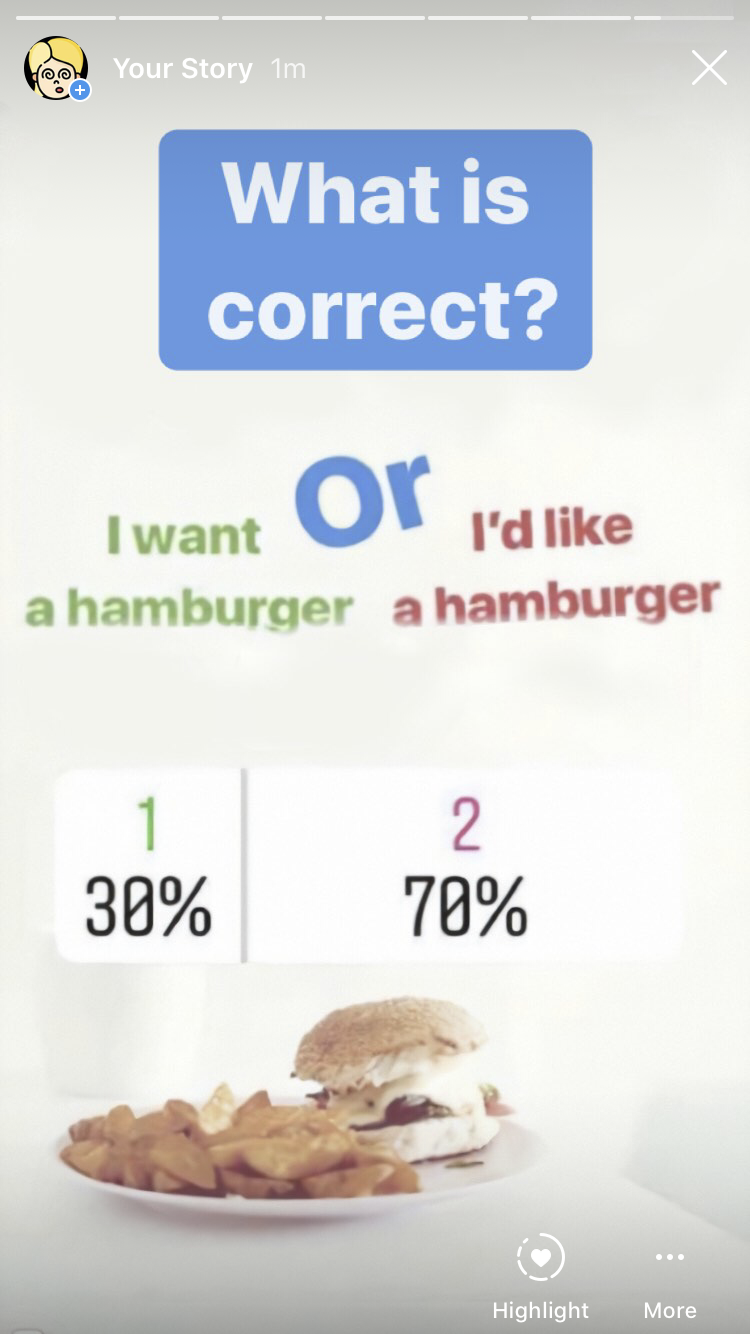 Your Story 1m
What is
correct?
Or
I want
a hamburger
I'd like
a hamburger
1
30%
2
70%
Highlight
More